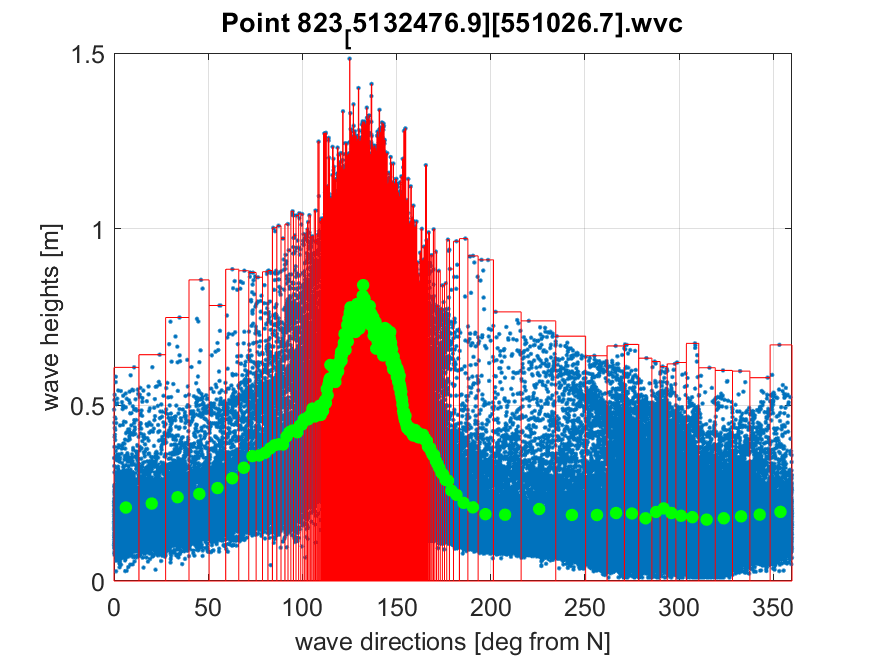 Point 823[5132476.9][551026.7].wvc
1.5
1
0.5
0
wave heights [m]
0 50 100 150 200 250 300 350
wave directions [deg from N]